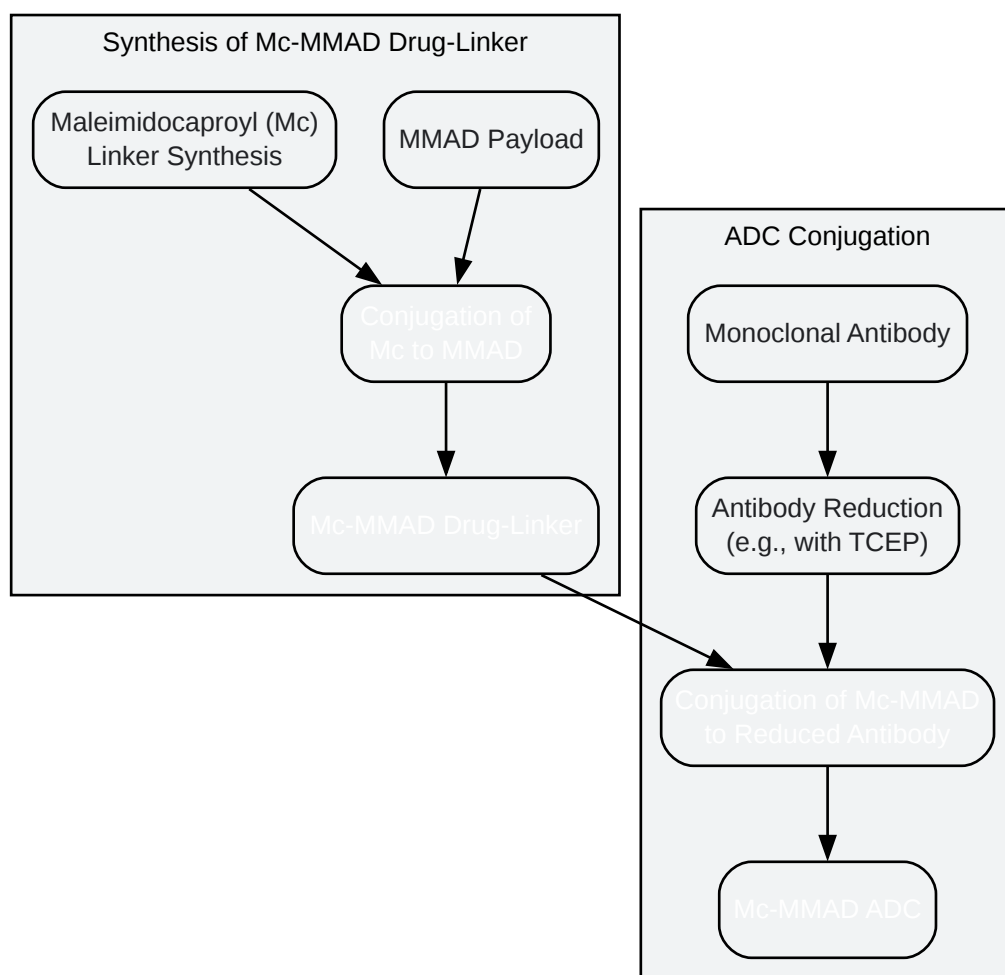 Synthesis of Mc-MMAD Drug-Linker
Maleimidocaproyl (Mc)
Linker Synthesis
MMAD Payload
Conjugation of
Mc to MMAD
Mc-MMAD Drug-Linker
ADC Conjugation
Monoclonal Antibody
Antibody Reduction
(e.g., with TCEP)
Conjugation of Mc-MMAD
to Reduced Antibody
Mc-MMAD ADC